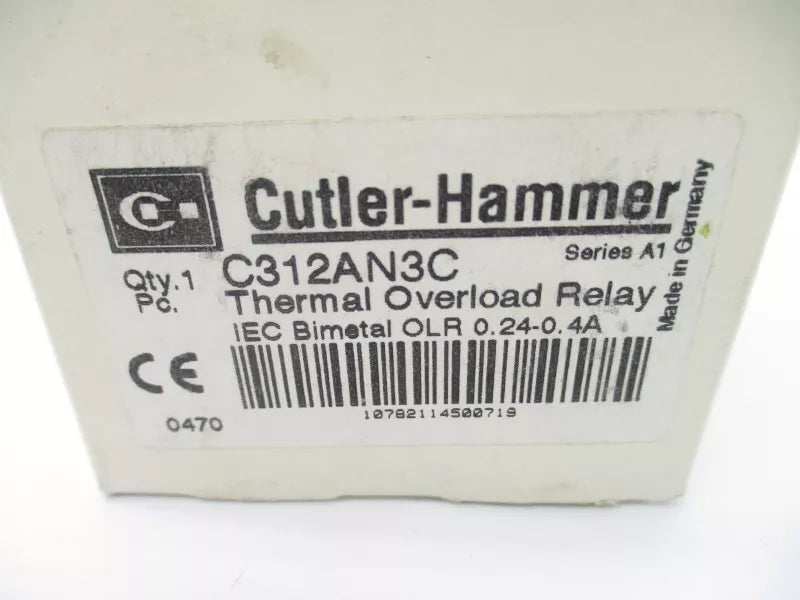 Cutler-Hammer
Series A1
Qty.1 C312AN3C
Pc. Thermal Overload Relay
IEC Bimetal OLR 0.24-0.4A
CE
0470
10782114500719
Made in Germany